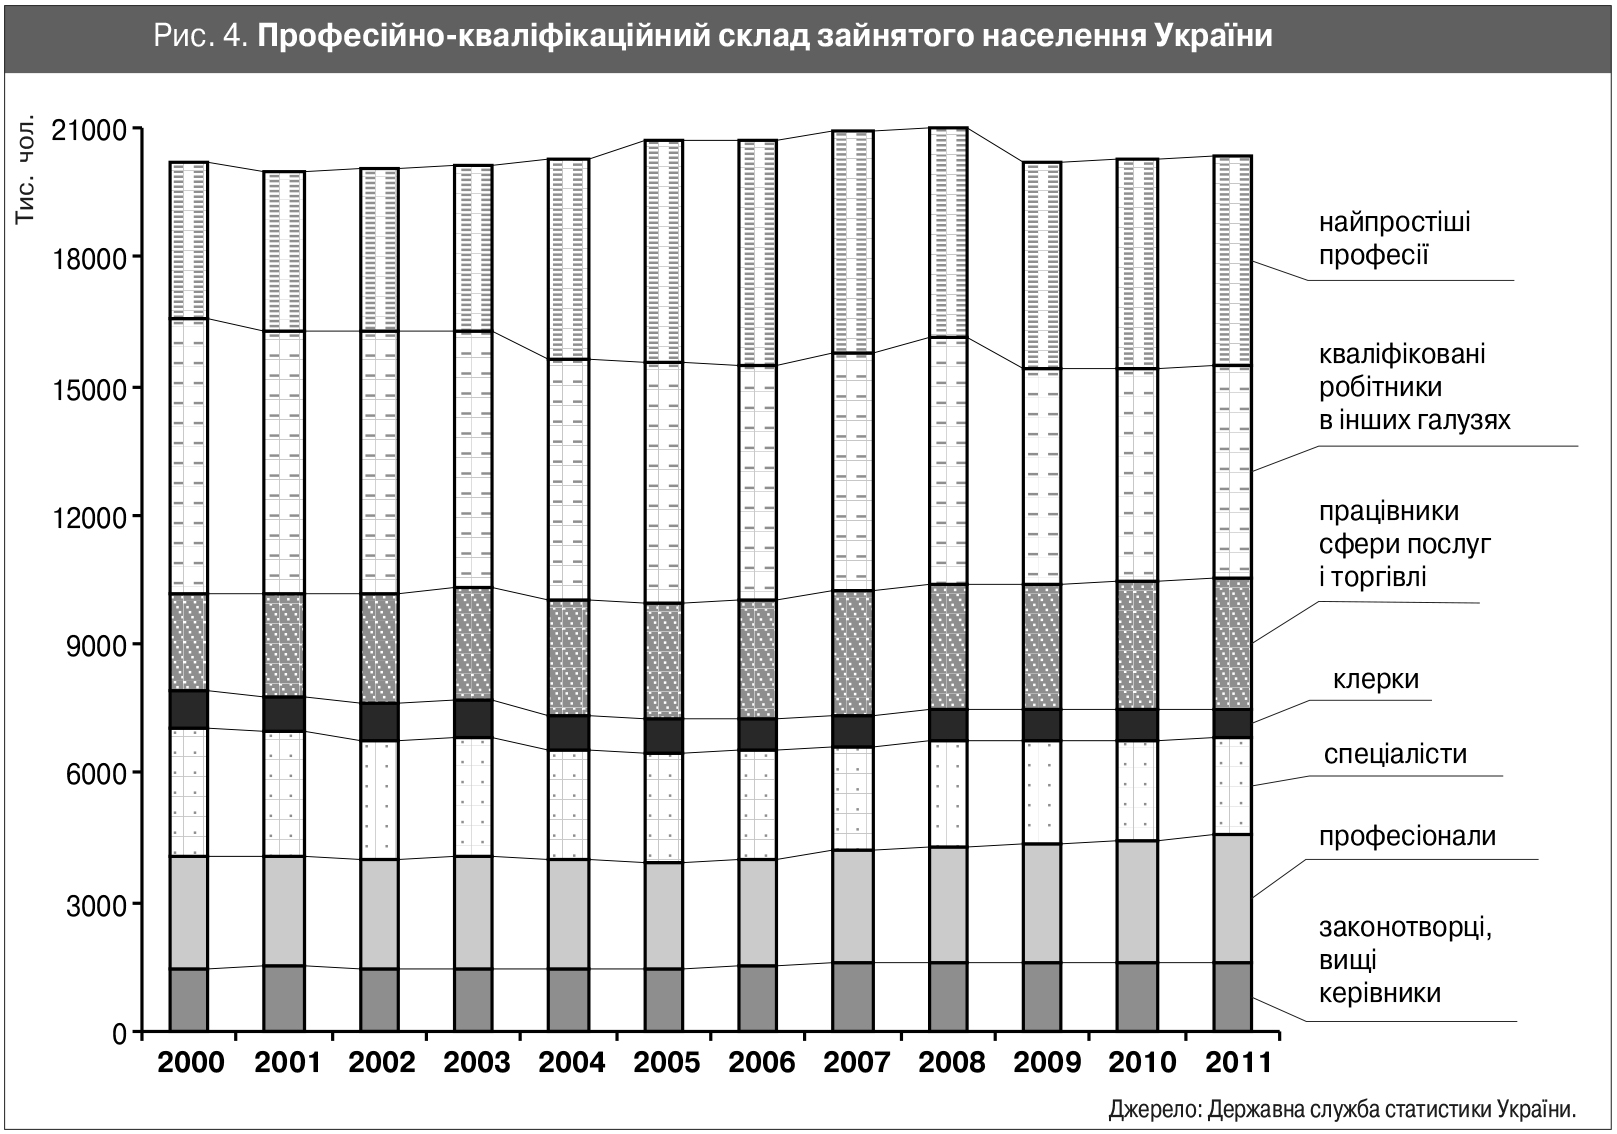 Рис. 4. Професійно-кваліфікаційний склад зайнятого населення України
Тис. чол.
21000
18000
15000
12000
9000
6000
3000
0
2000 2001 2002 2003 2004 2005 2006 2007 2008 2009 2010 2011
найпростіші
професії
кваліфіковані
робітники
в інших галузях
працівники
сфери послуг
і торгівлі
клерки
спеціалісти
професіонали
законотворці,
вищі
керівники
Джерело: Державна служба статистики України.